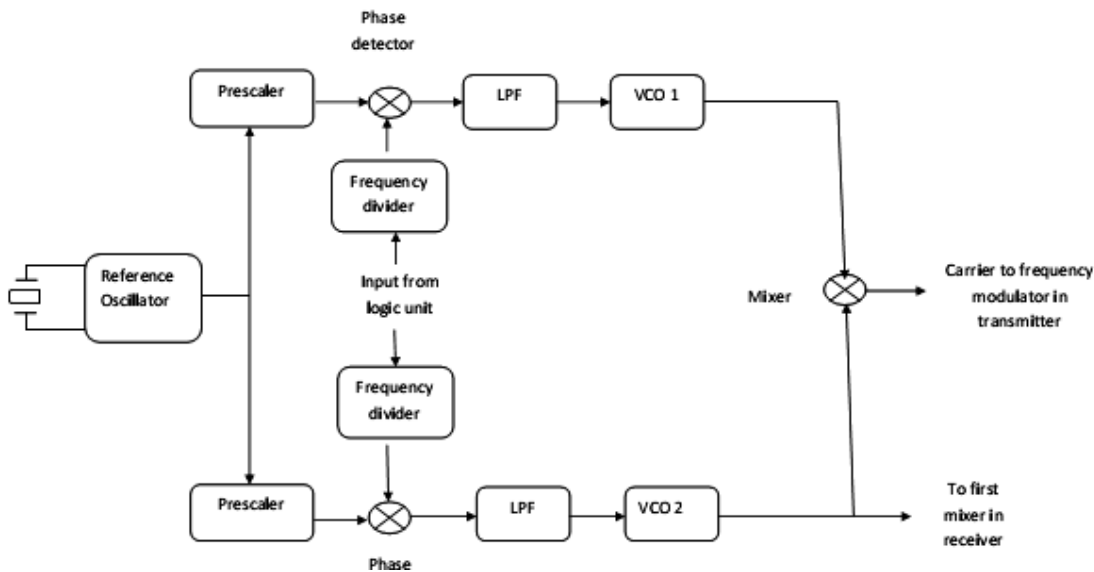 Phase
detector
Prescaler
LPF
VCO 1
Frequency
divider
Reference
Oscillator
Input from
logic unit
Mixer
Carrier to frequency
modulator in
transmitter
Frequency
divider
Prescaler
LPF
VCO 2
To first
mixer in
receiver
Phase